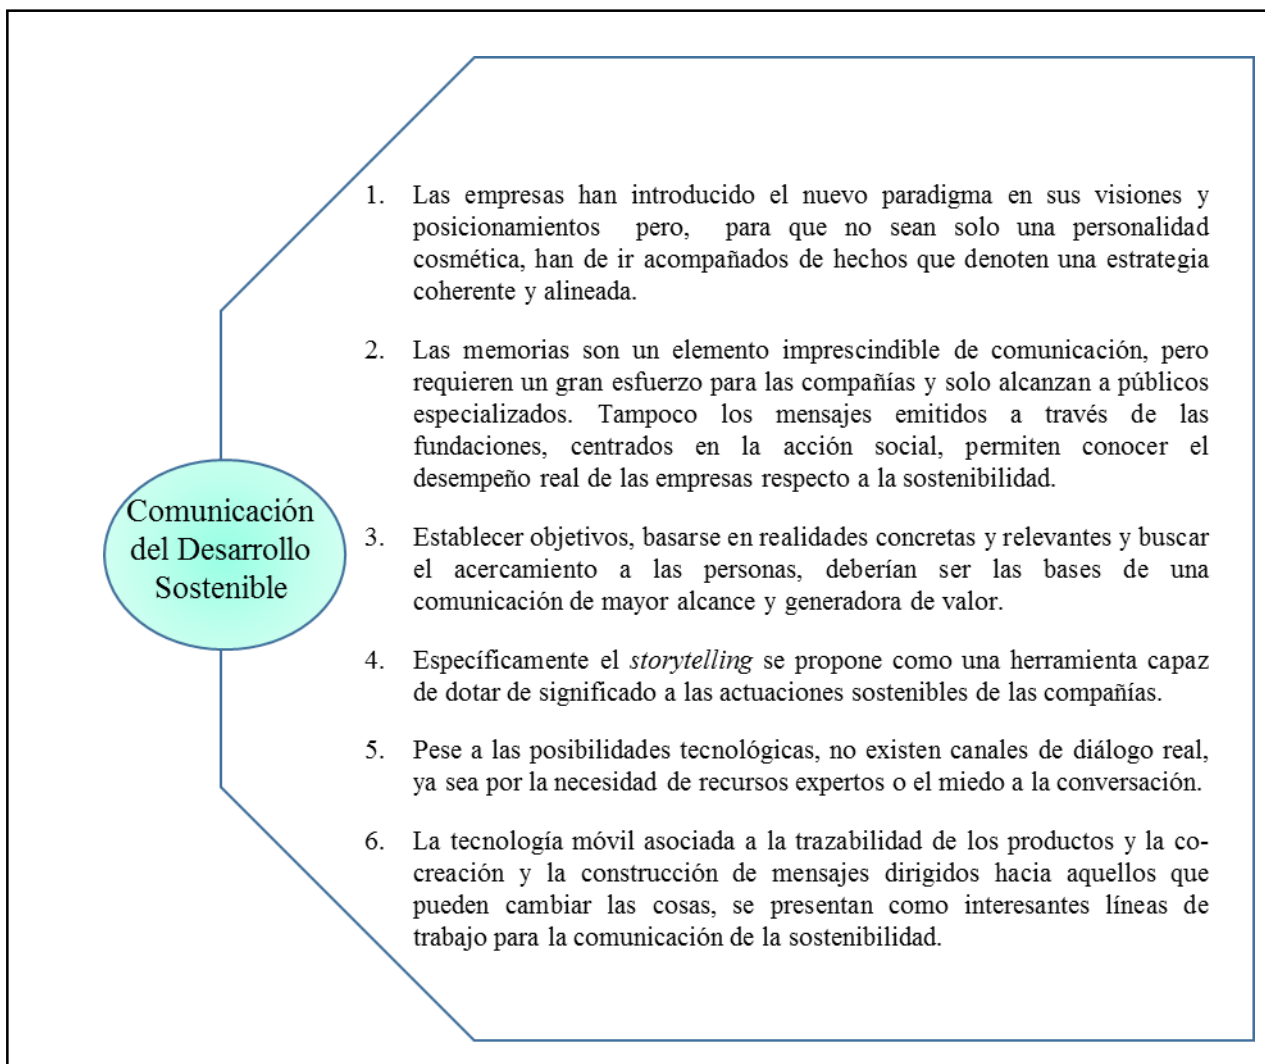 Comunicación
del Desarrollo
Sostenible
1. Las empresas han introducido el nuevo paradigma en sus visiones y
posicionamientos pero, para que no sean solo una personalidad
cosmética, han de ir acompañados de hechos que denoten una estrategia
coherente y alineada.
2. Las memorias son un elemento imprescindible de comunicación, pero
requieren un gran esfuerzo para las compañías y solo alcanzan a públicos
especializados. Tampoco los mensajes emitidos a través de las
fundaciones, centrados en la acción social, permiten conocer el
desempeño real de las empresas respecto a la sostenibilidad.
3. Establecer objetivos, basarse en realidades concretas y relevantes y buscar
el acercamiento a las personas, deberían ser las bases de una
comunicación de mayor alcance y generadora de valor.
4. Específicamente el storytelling se propone como una herramienta capaz
de dotar de significado a las actuaciones sostenibles de las compañías.
5. Pese a las posibilidades tecnológicas, no existen canales de diálogo real,
ya sea por la necesidad de recursos expertos o el miedo a la conversación.
6. La tecnología móvil asociada a la trazabilidad de los productos y la co-
creación y la construcción de mensajes dirigidos hacia aquellos que
pueden cambiar las cosas, se presentan como interesantes líneas de
trabajo para la comunicación de la sostenibilidad.